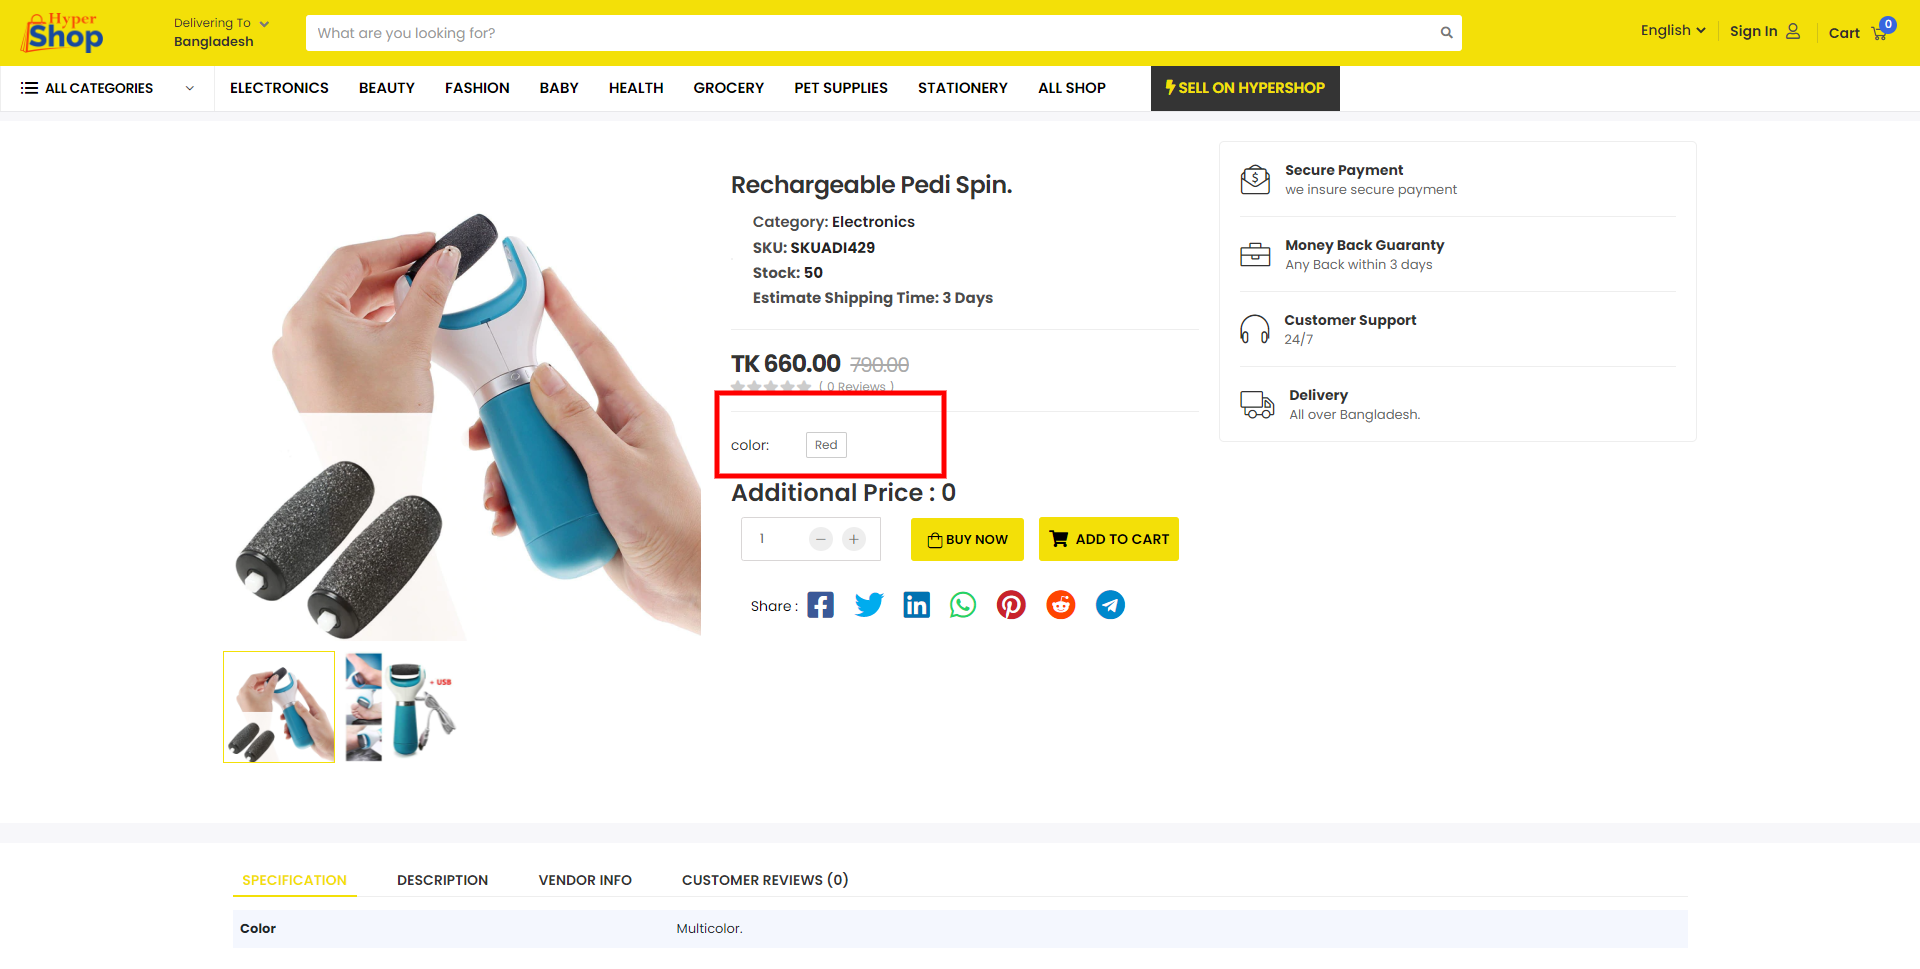 Hyper
Shop
Delivering To
Bangladesh
What are you looking for?
English
Sign In
Cart
0
ALL CATEGORIES
ELECTRONICS
BEAUTY
FASHION
BABY
HEALTH
GROCERY
PET SUPPLIES
STATIONERY
ALL SHOP
SELL ON HYPERSHOP
Rechargeable Pedi Spin.
Category: Electronics
SKU: SKUADI429
Stock: 50
Estimate Shipping Time: 3 Days
TK 660.00 790.00
( 0 Reviews )
color: Red
Additional Price : 0
1 − +
BUY NOW
ADD TO CART
Share :
Secure Payment
we insure secure payment
Money Back Guaranty
Any Back within 3 days
Customer Support
24/7
Delivery
All over Bangladesh.
+ USB
SPECIFICATION
DESCRIPTION
VENDOR INFO
CUSTOMER REVIEWS (0)
Color Multicolor.